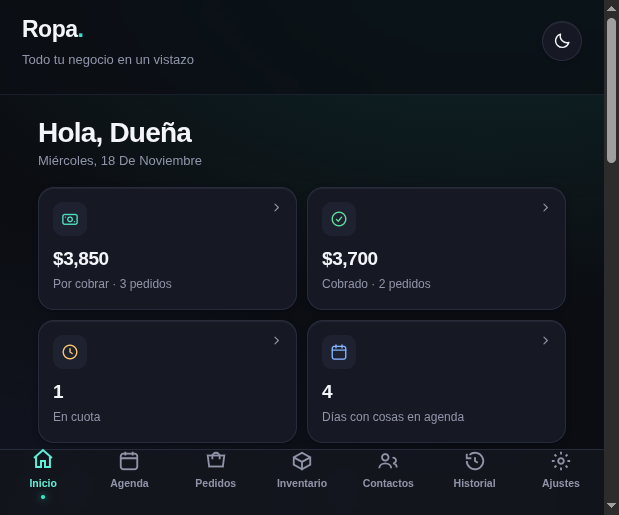 Ropa.
Todo tu negocio en un vistazo
Hola, Dueña
Miércoles, 18 De Noviembre
$3,850
Por cobrar · 3 pedidos
$3,700
Cobrado · 2 pedidos
1
En cuota
4
Días con cosas en agenda
Inicio
Agenda
Pedidos
Inventario
Contactos
Historial
Ajustes